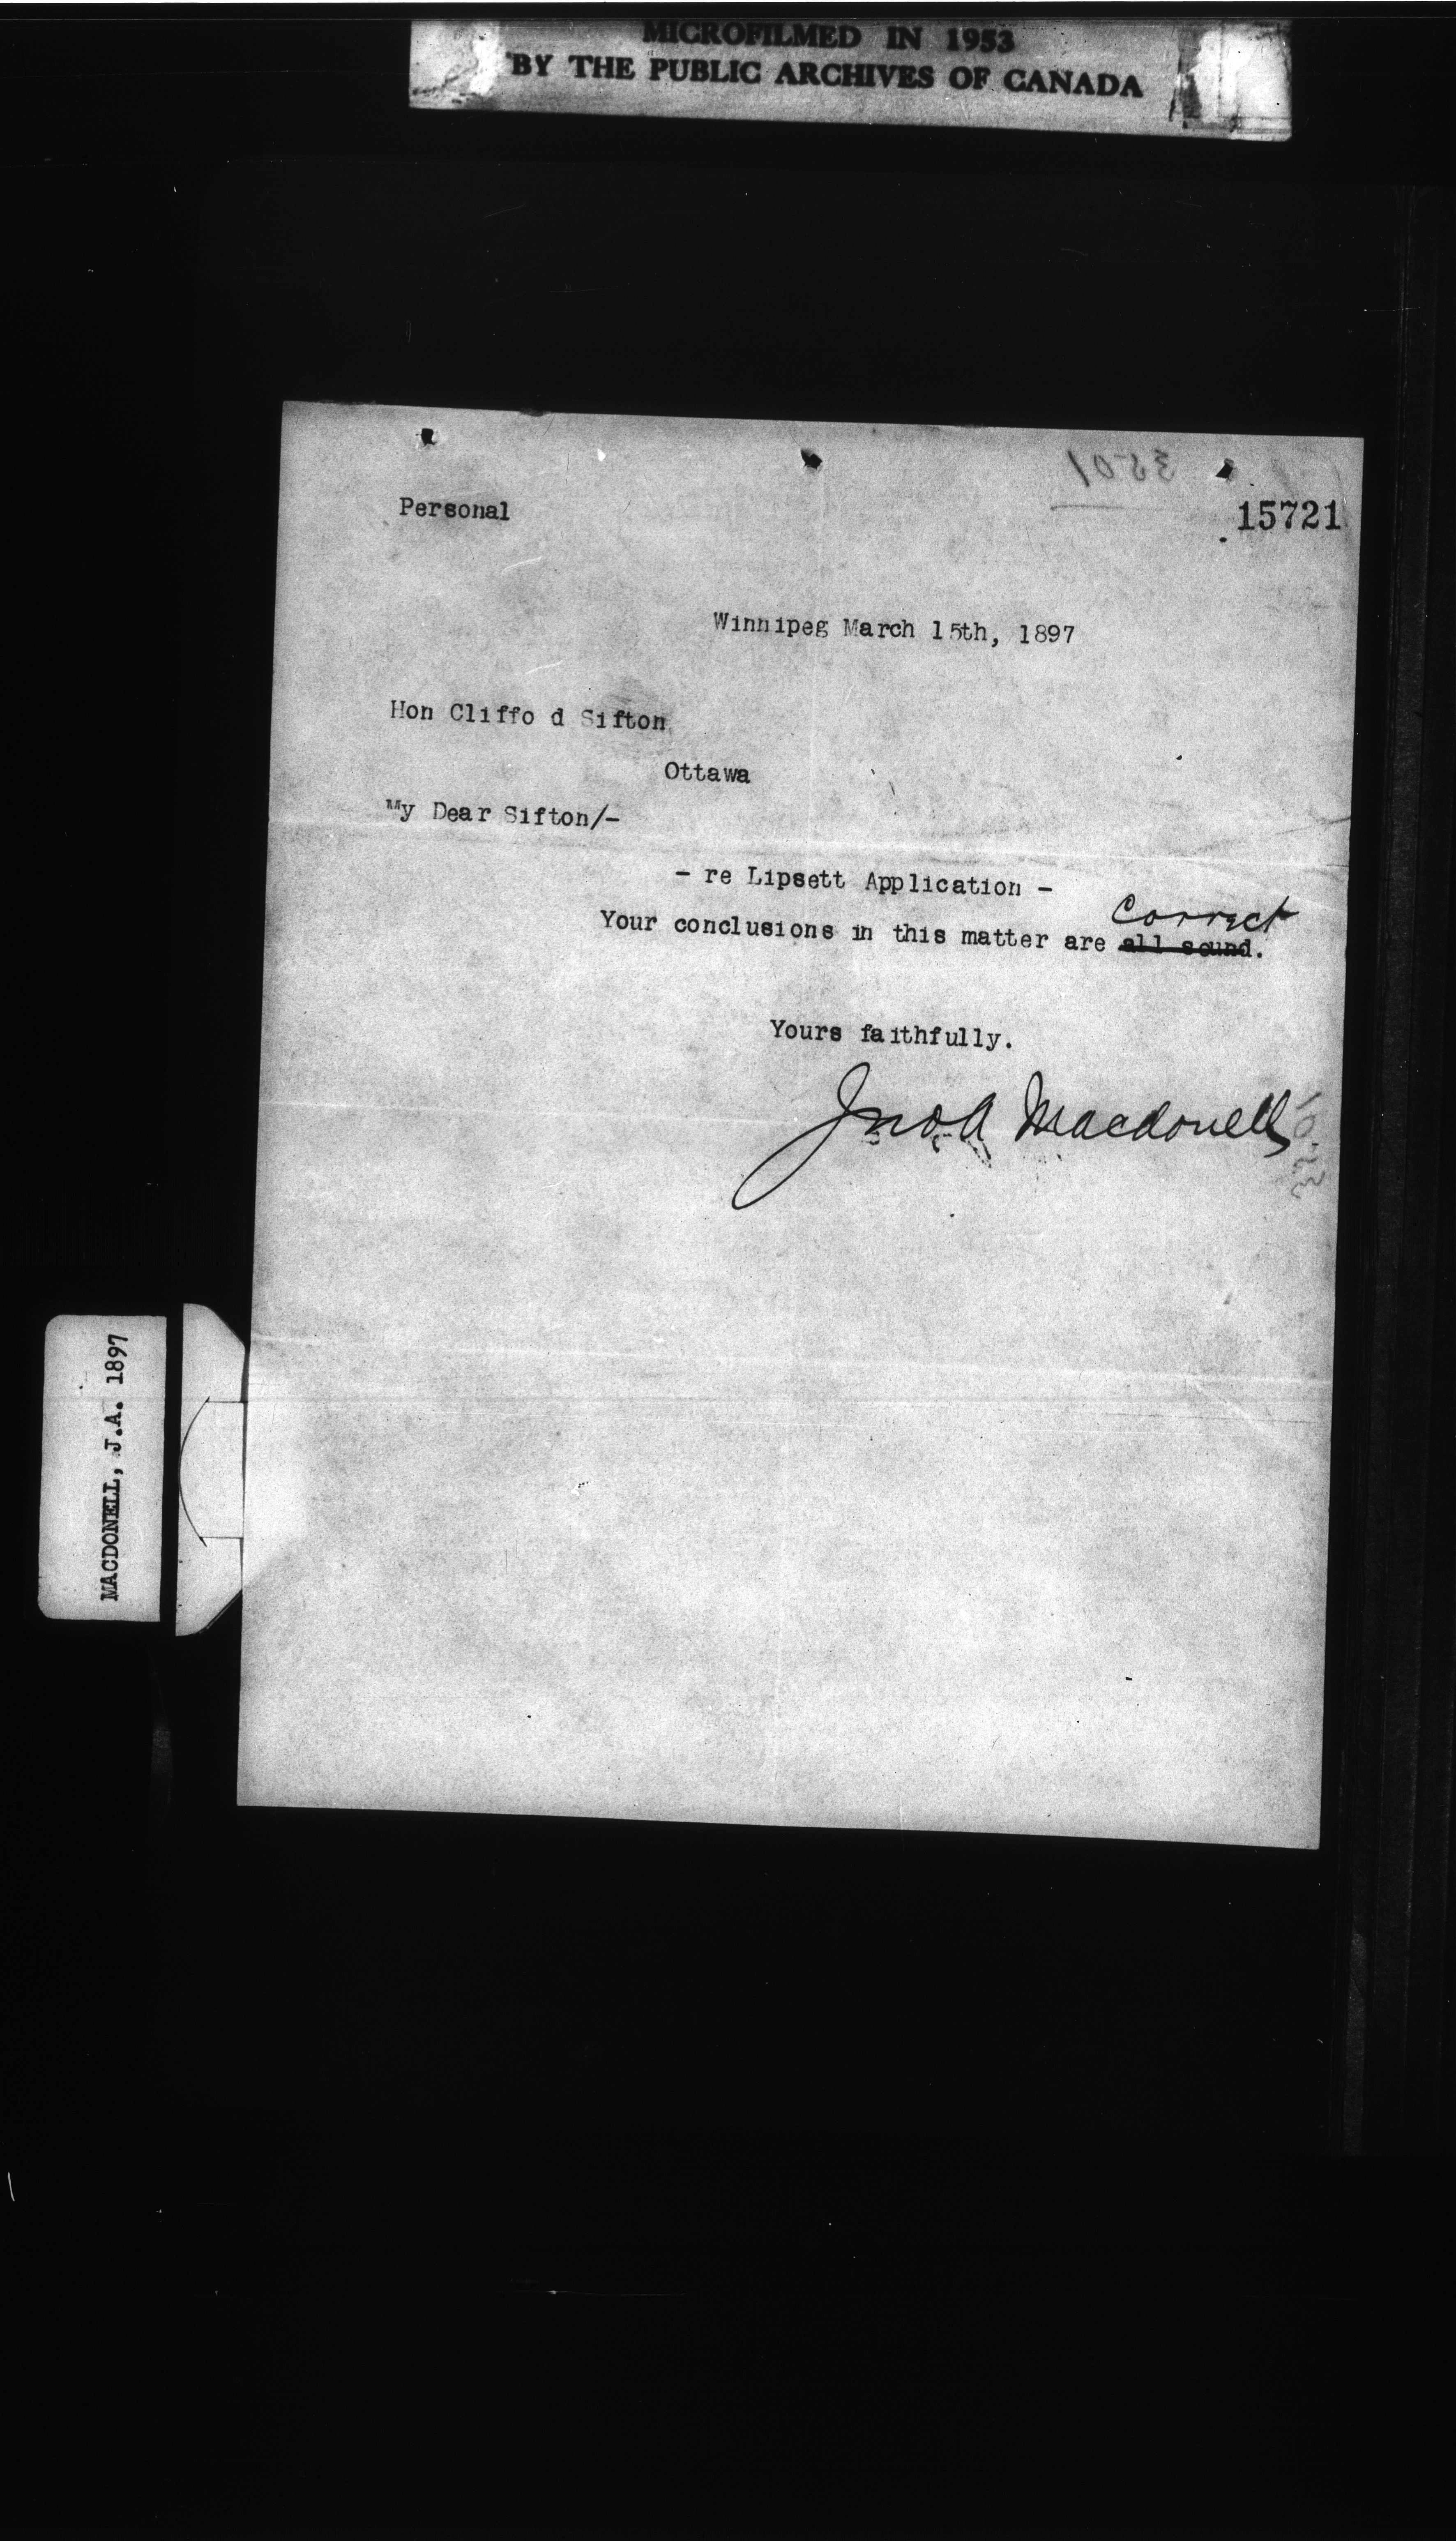 MICROFILMED IN 1953
BY THE PUBLIC ARCHIVES OF CANADA
3501
Personal
15721
Winnipeg March 15th, 1897
Hon Cliffo d Sifton
Ottawa
My Dear Sifton/-
- re Lipsett Application -
Correct
Your conclusions in this matter are all sound.
Yours faithfully.
Jno A Macdonell
MACDONELL, J.A. 1897